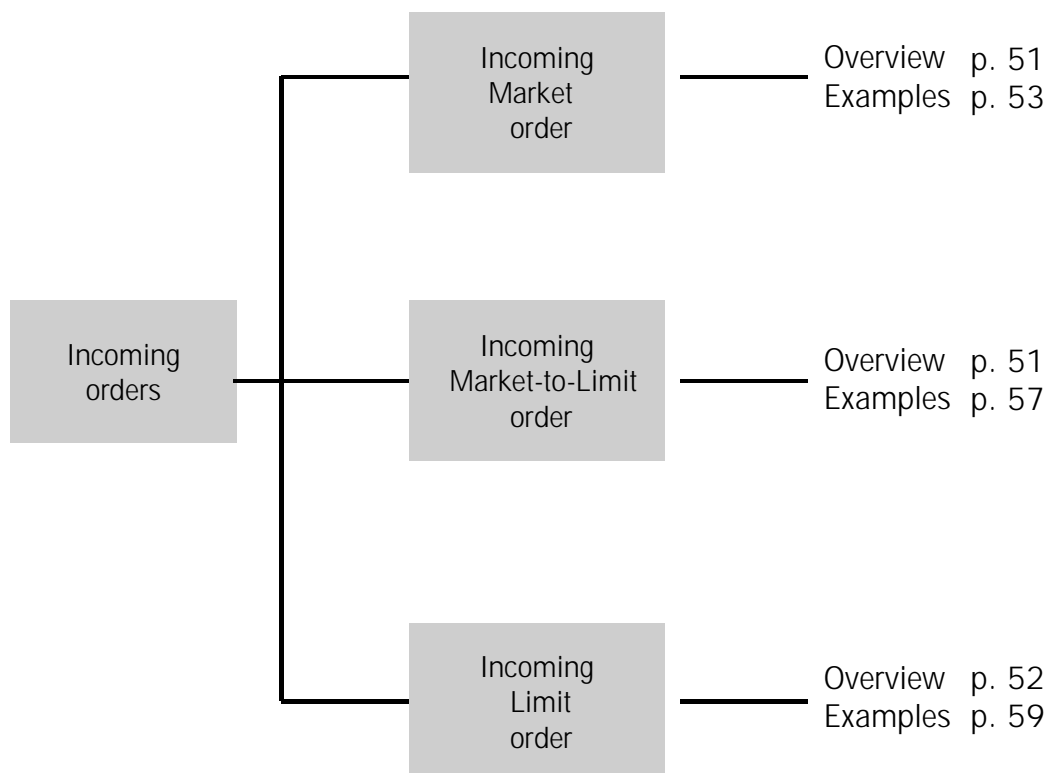 Incoming
Market
order
Overview p. 51
Examples p. 53
Incoming
orders
Incoming
Market-to-Limit
order
Overview p. 51
Examples p. 57
Incoming
Limit
order
Overview p. 52
Examples p. 59